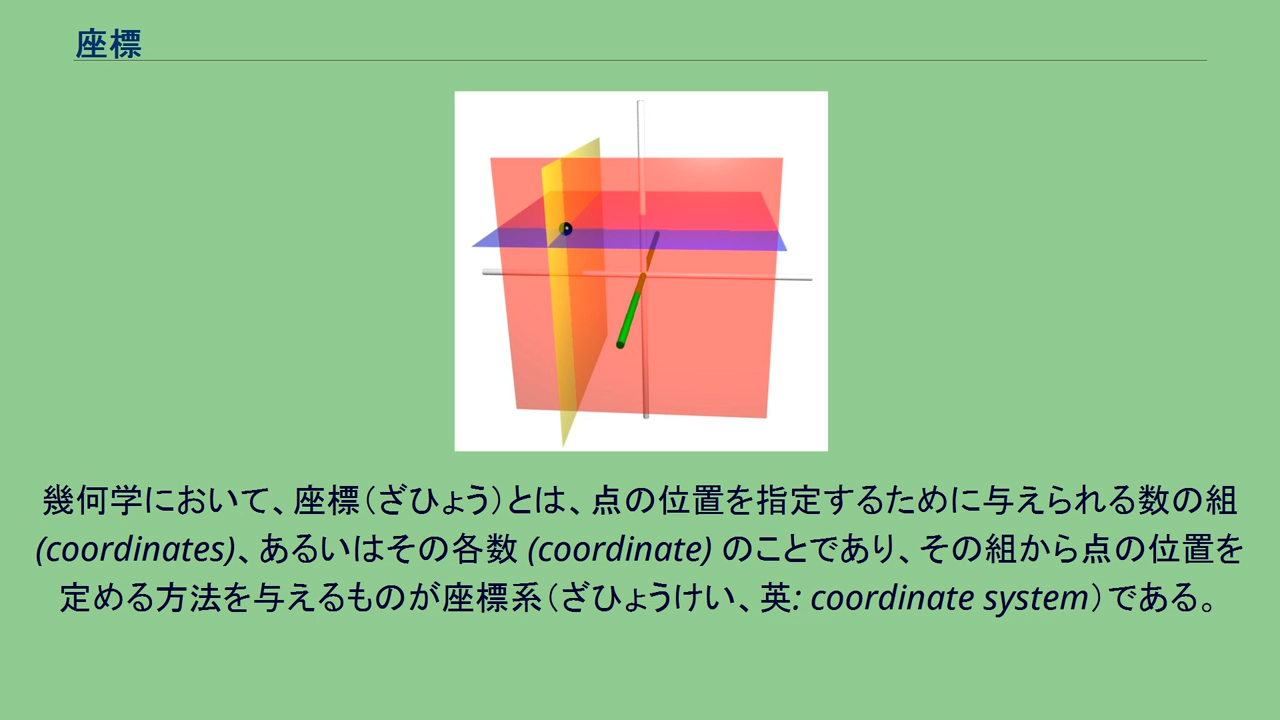 座標
幾何学において、座標（ざひょう）とは、点の位置を指定するために与えられる数の組
(coordinates)、あるいはその各数 (coordinate) のことであり、その組から点の位置を
定める方法を与えるものが座標系（ざひょうけい、英: coordinate system）である。